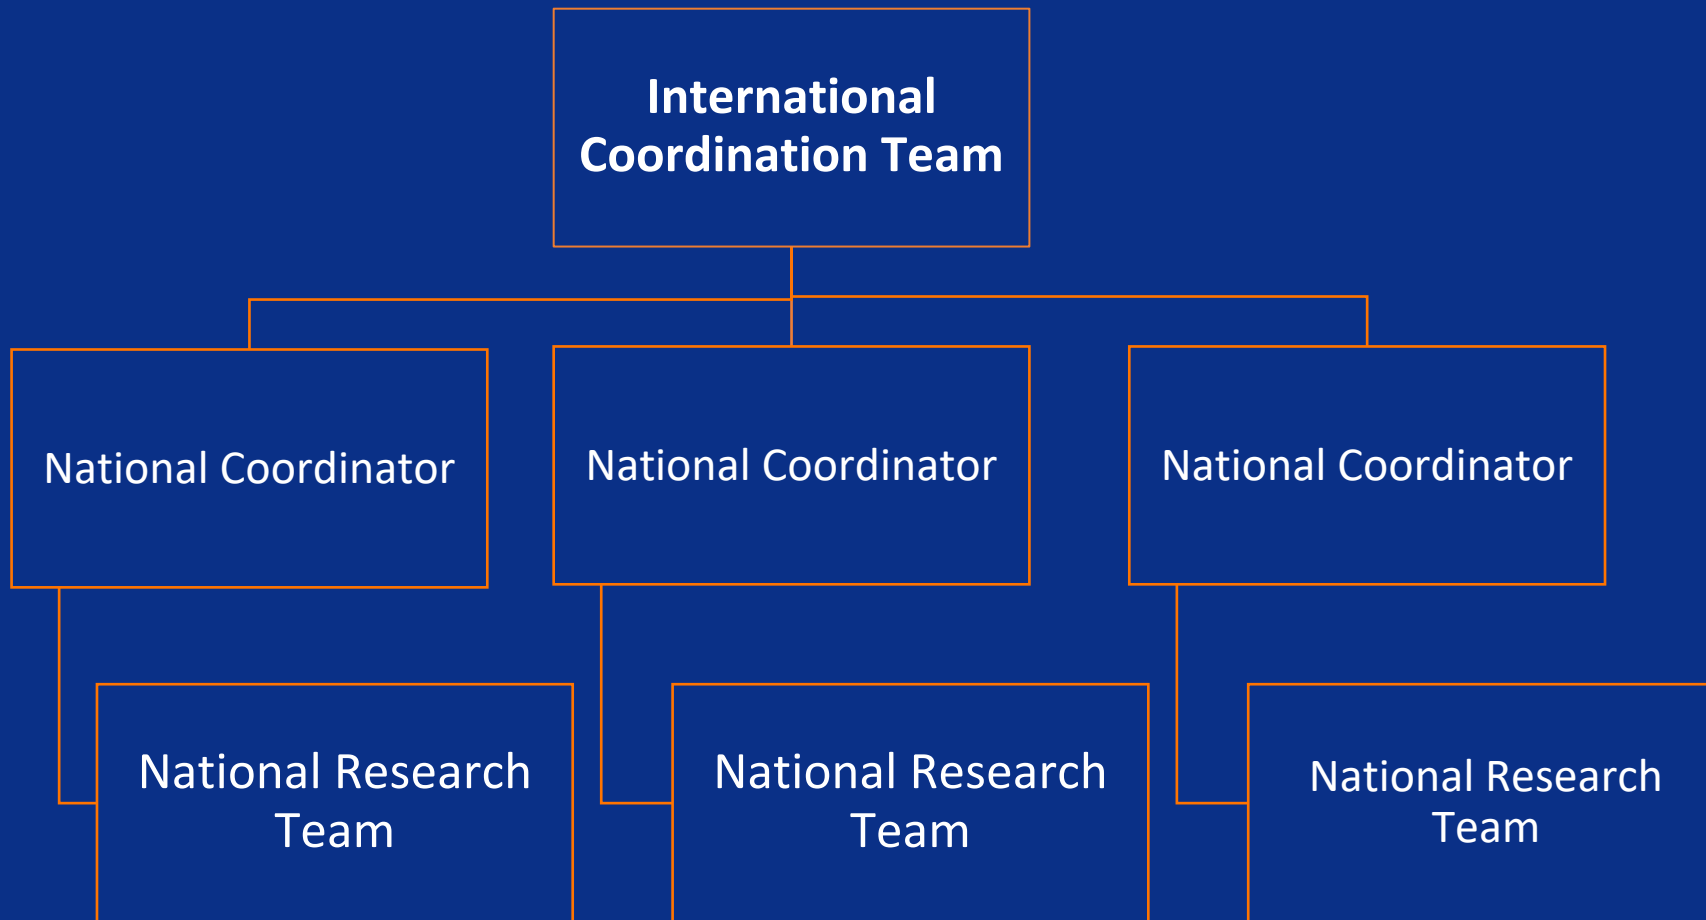 International
Coordination Team
National Coordinator
National Coordinator
National Coordinator
National Research
Team
National Research
Team
National Research
Team